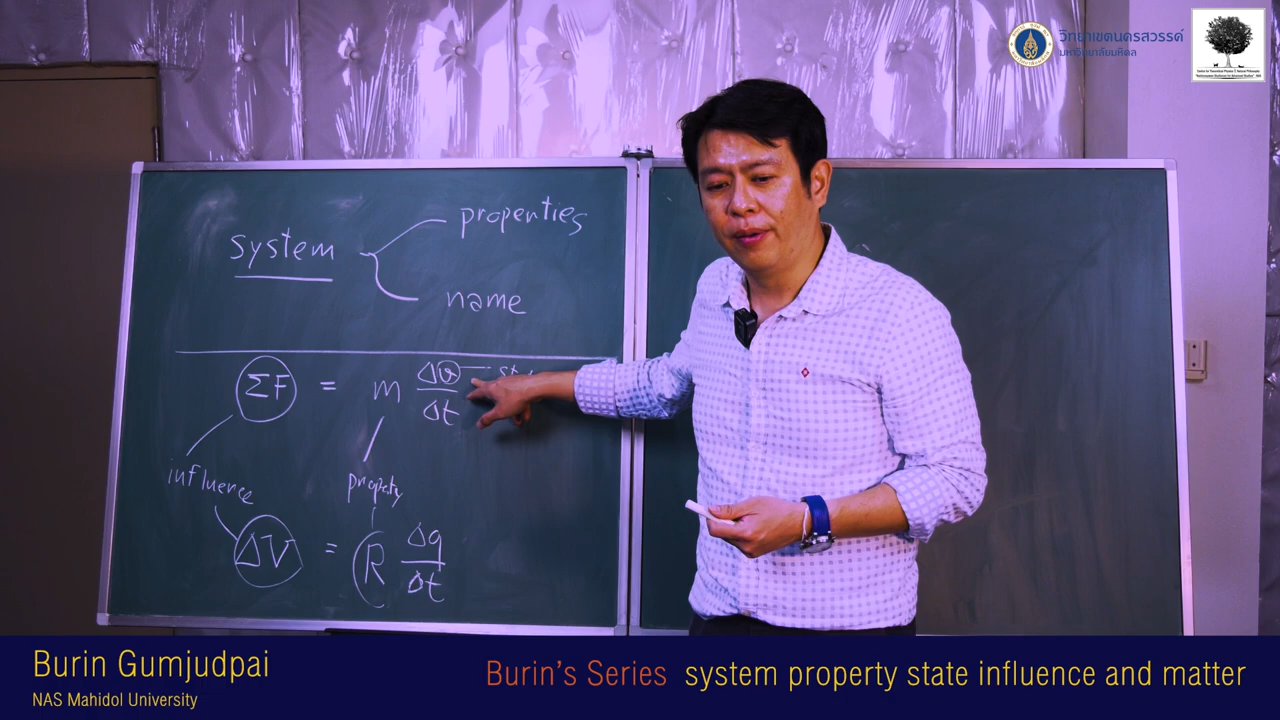 วิทยาเขตนครสวรรค์
มหาวิทยาลัยมหิดล
system
properties
name
ΣF = m Δv/Δt
influence
property
ΔV = R Δq/Δt
Burin Gumjudpai
NAS Mahidol University
Burin's Series system property state influence and matter